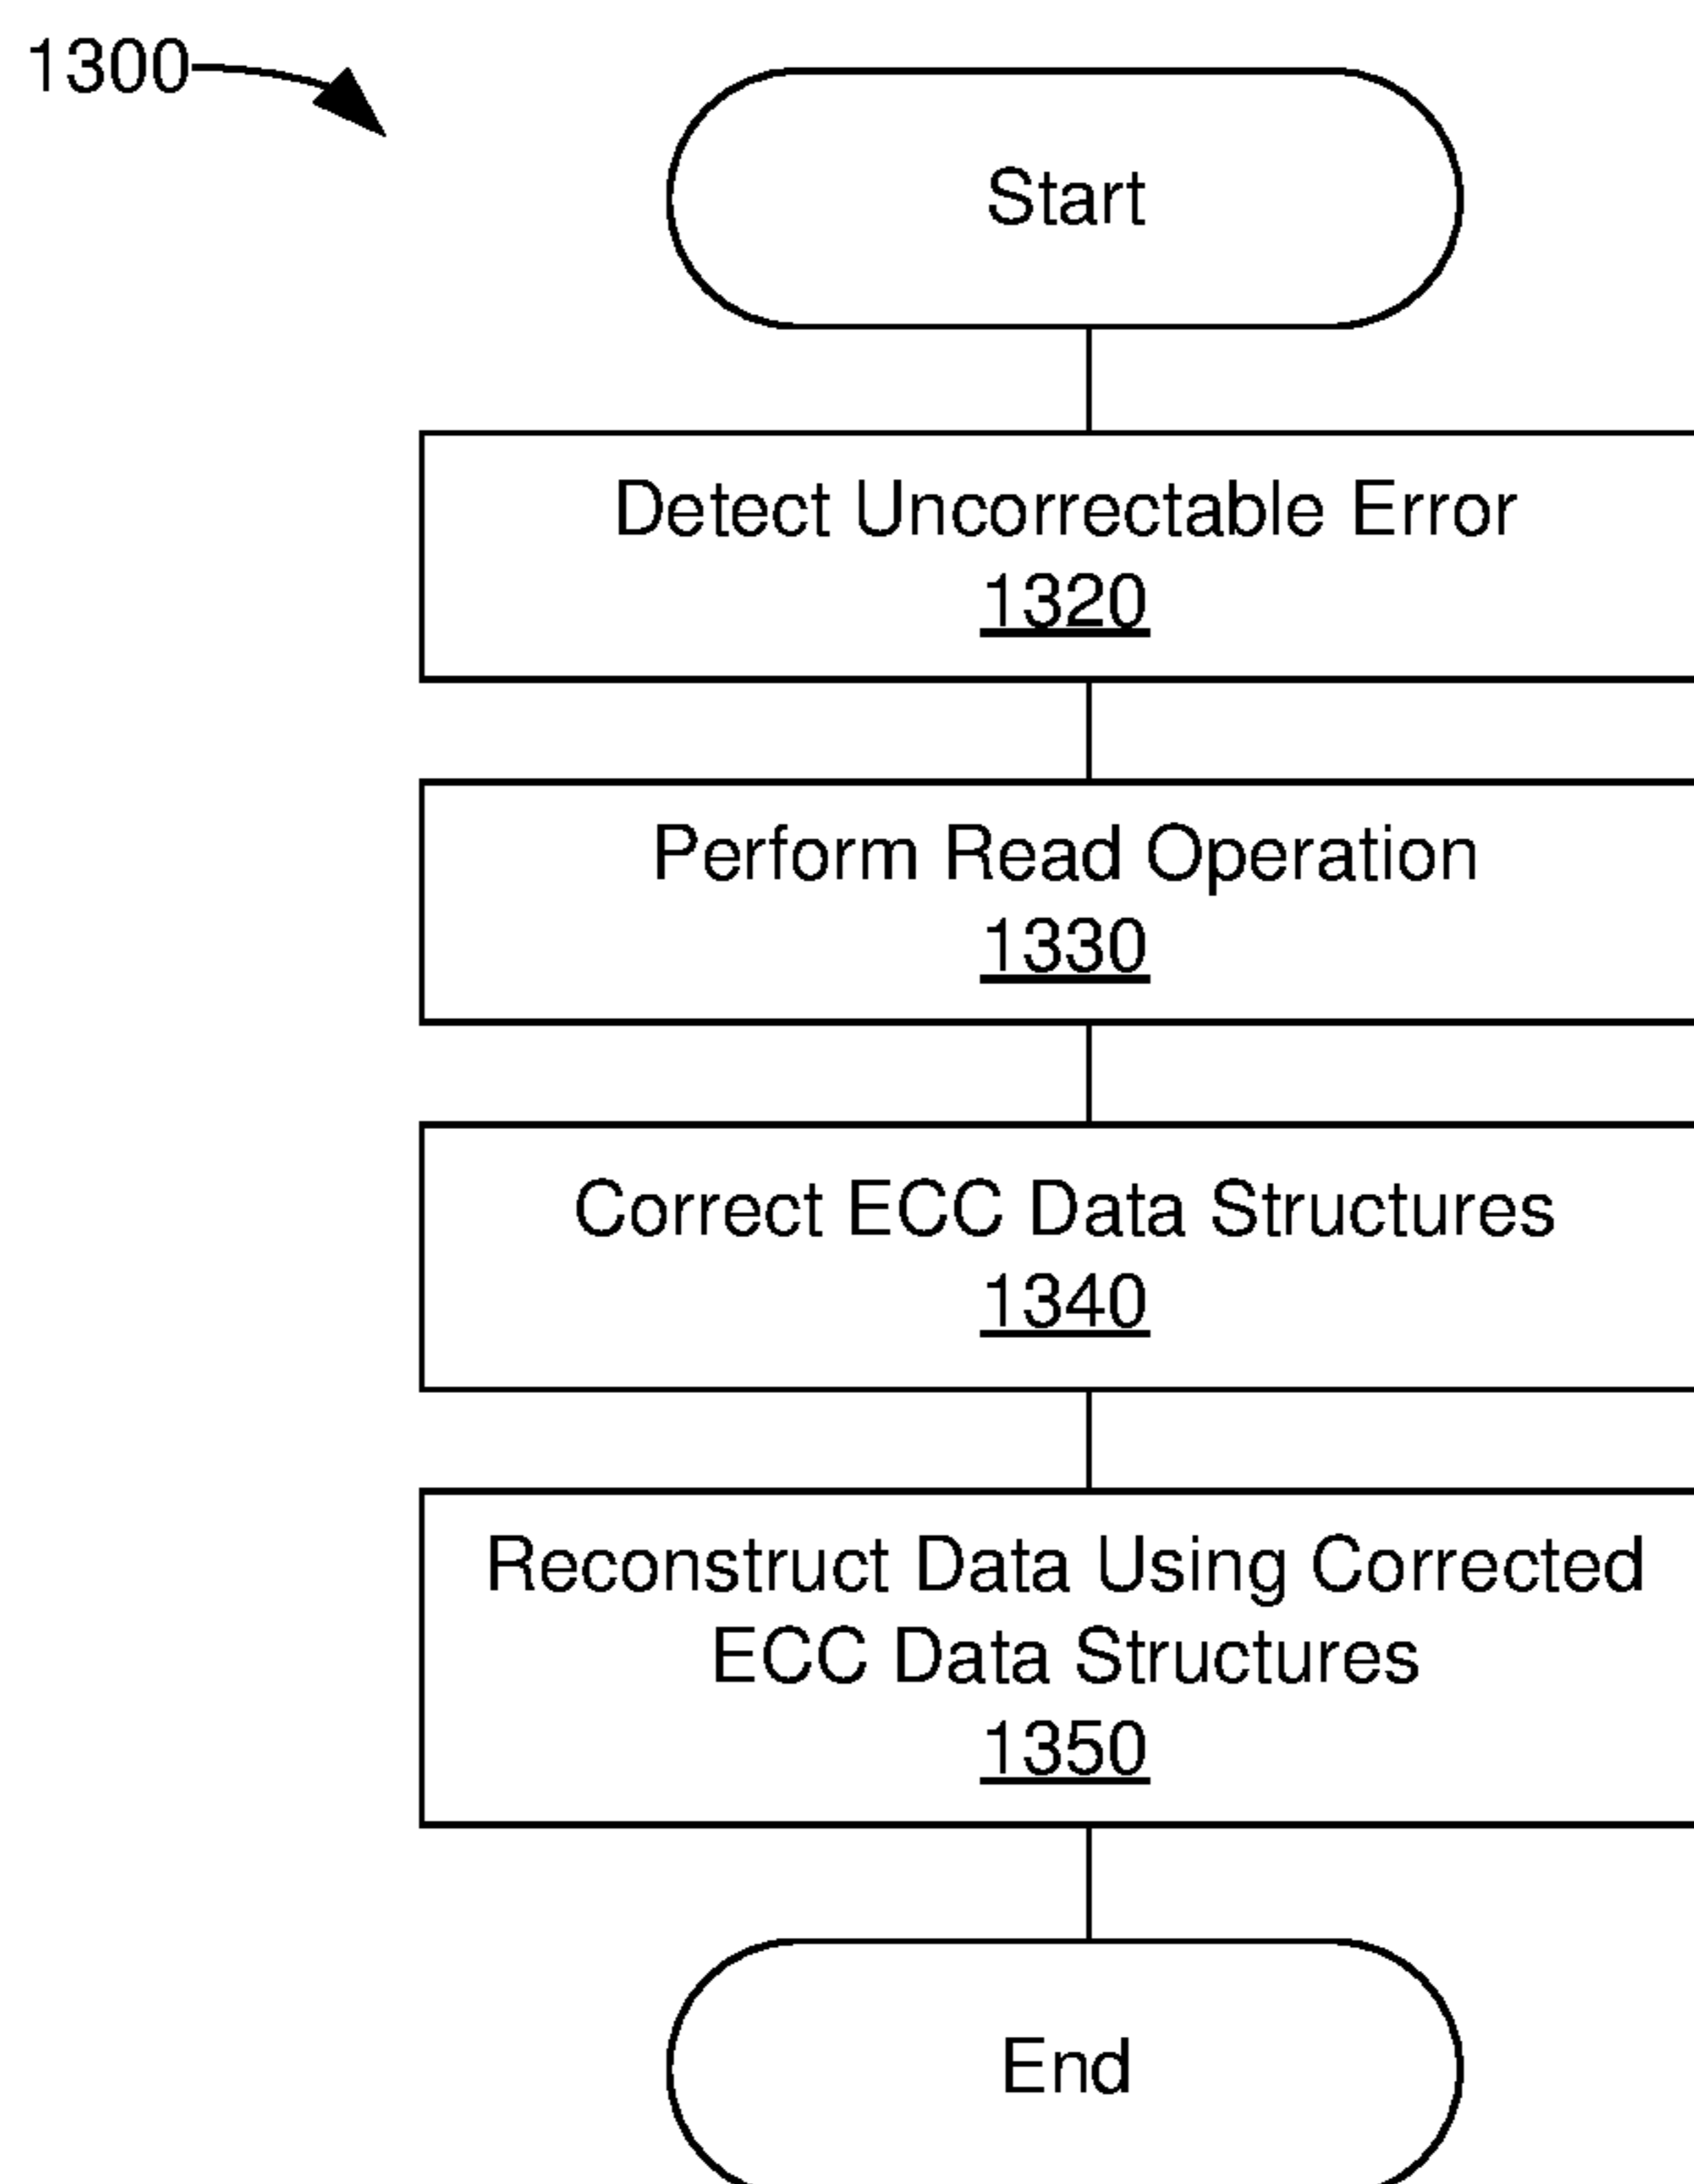 1300
Start
Detect Uncorrectable Error
1320
Perform Read Operation
1330
Correct ECC Data Structures
1340
Reconstruct Data Using Corrected
ECC Data Structures
1350
End